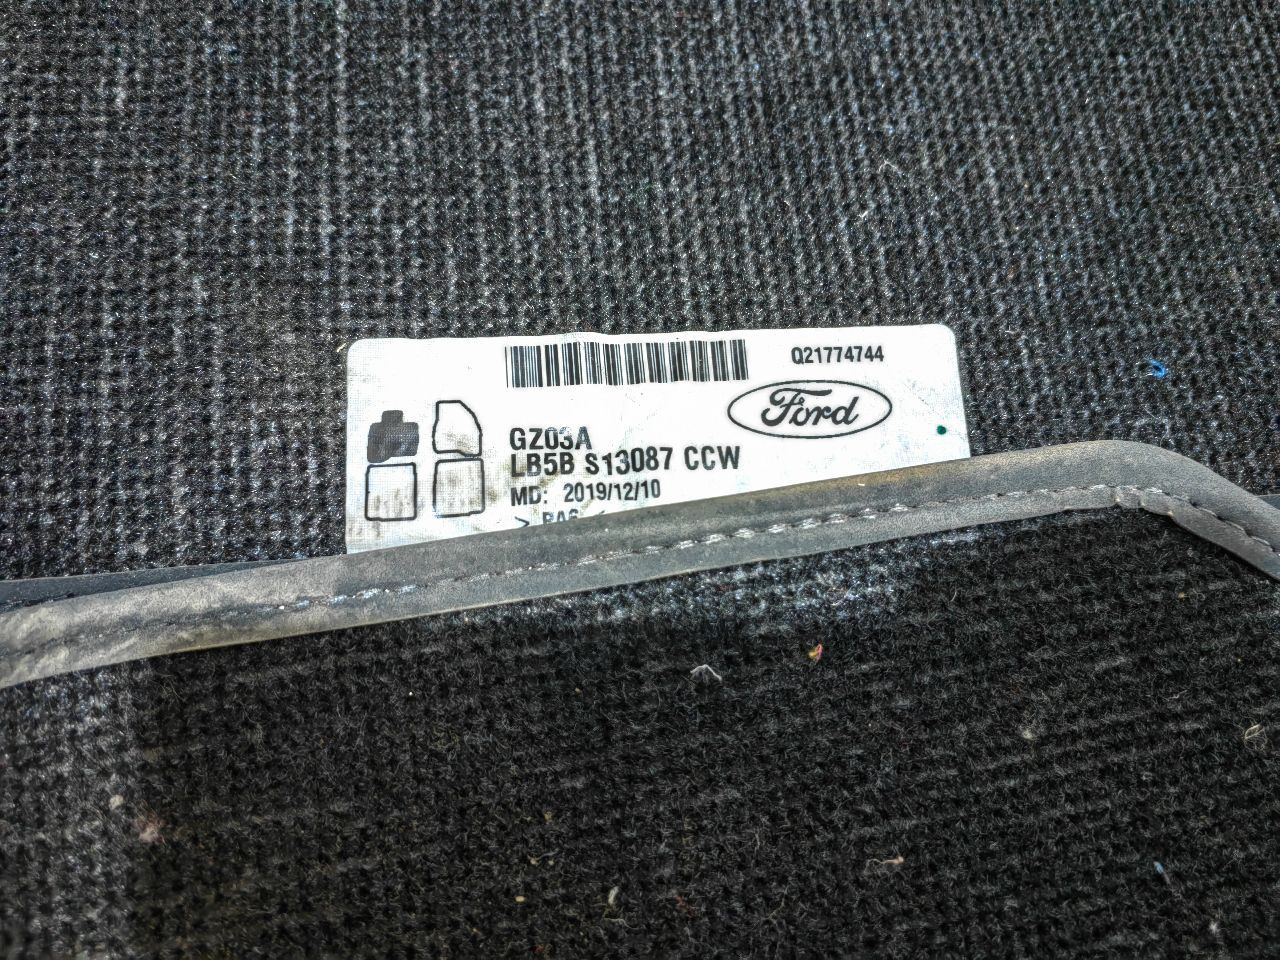 Q21774744
Ford
GZ03A
LB5B S13087 CCW
MD: 2019/12/10